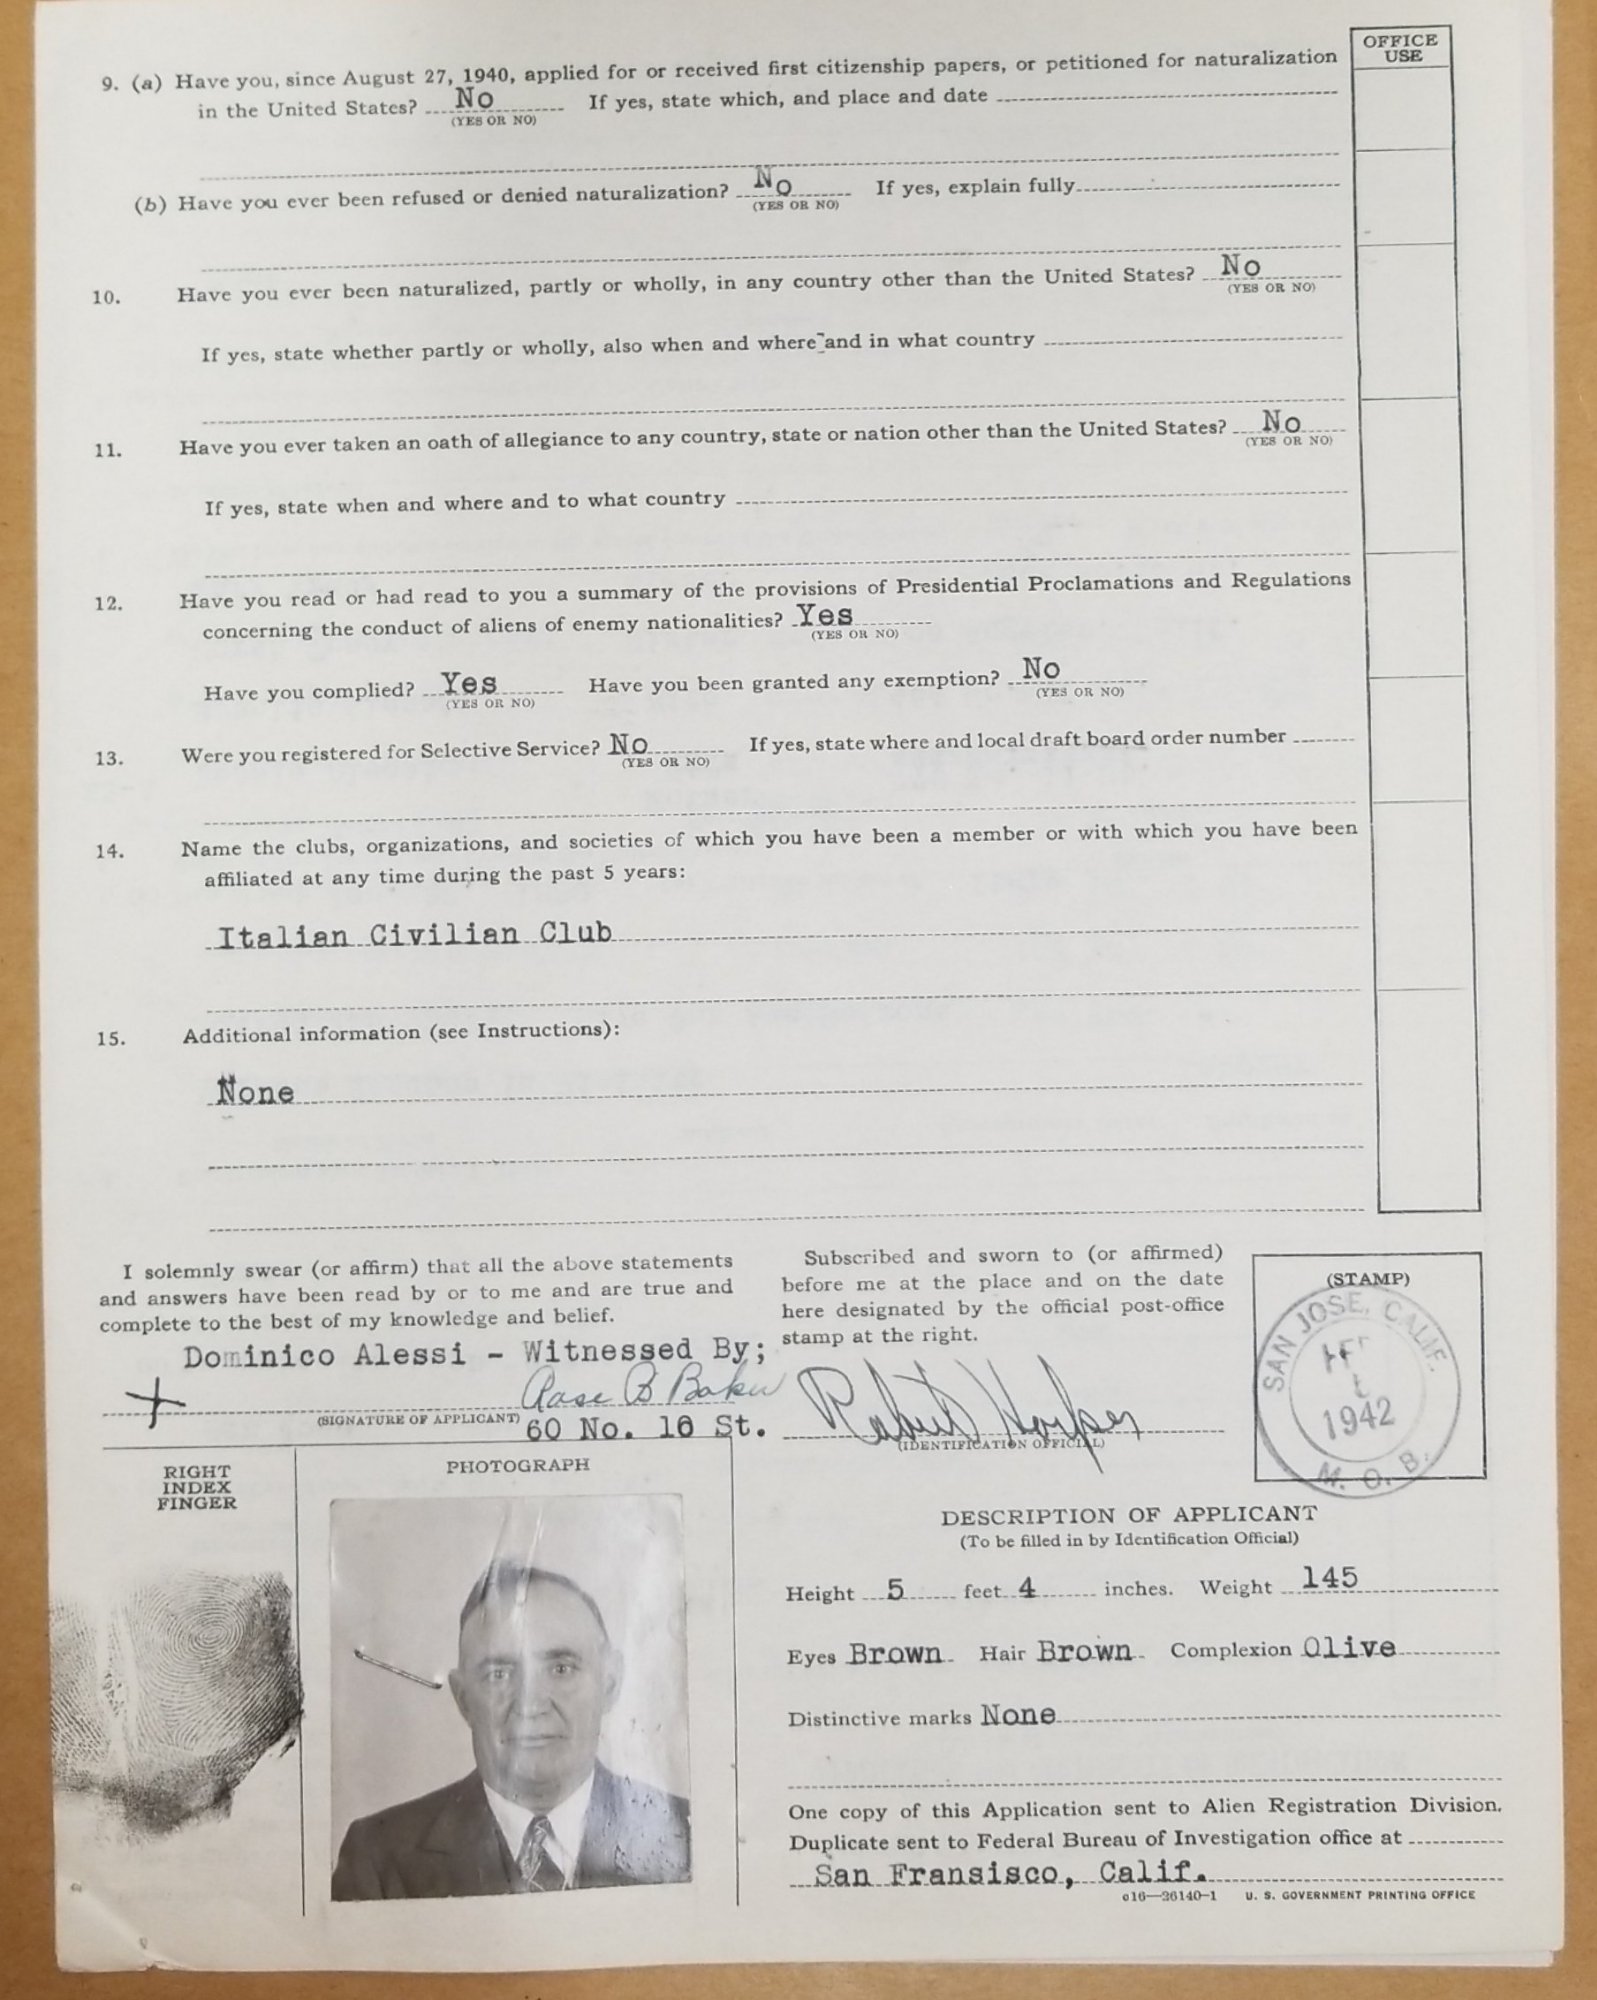 OFFICE
USE
9. (a) Have you, since August 27, 1940, applied for or received first citizenship papers, or petitioned for naturalization
in the United States? No If yes, state which, and place and date
(YES OR NO)
(b) Have you ever been refused or denied naturalization? No If yes, explain fully
(YES OR NO)
10. Have you ever been naturalized, partly or wholly, in any country other than the United States? No
(YES OR NO)
If yes, state whether partly or wholly, also when and where and in what country
11. Have you ever taken an oath of allegiance to any country, state or nation other than the United States? No
(YES OR NO)
If yes, state when and where and to what country
12. Have you read or had read to you a summary of the provisions of Presidential Proclamations and Regulations
concerning the conduct of aliens of enemy nationalities? Yes
(YES OR NO)
Have you complied? Yes Have you been granted any exemption? No
(YES OR NO) (YES OR NO)
13. Were you registered for Selective Service? No If yes, state where and local draft board order number
(YES OR NO)
14. Name the clubs, organizations, and societies of which you have been a member or with which you have been
affiliated at any time during the past 5 years:
Italian Civilian Club
15. Additional information (see Instructions):
None
I solemnly swear (or affirm) that all the above statements
and answers have been read by or to me and are true and
complete to the best of my knowledge and belief.
Dominico Alessi - Witnessed By;
B Baker
(SIGNATURE OF APPLICANT)
60 No. 10 St.
Subscribed and sworn to (or affirmed)
before me at the place and on the date
here designated by the official post-office
stamp at the right.
Robert
(IDENTIFICATION OFFICIAL)
(STAMP)
SAN JOSE, CALIF.
1942
M. O. B.
RIGHT
INDEX
FINGER
PHOTOGRAPH
DESCRIPTION OF APPLICANT
(To be filled in by Identification Official)
Height 5 feet 4 inches. Weight 145
Eyes Brown Hair Brown Complexion Olive
Distinctive marks None
One copy of this Application sent to Alien Registration Division.
Duplicate sent to Federal Bureau of Investigation office at
San Fransisco, Calif.
o16—26140-1 U. S. GOVERNMENT PRINTING OFFICE